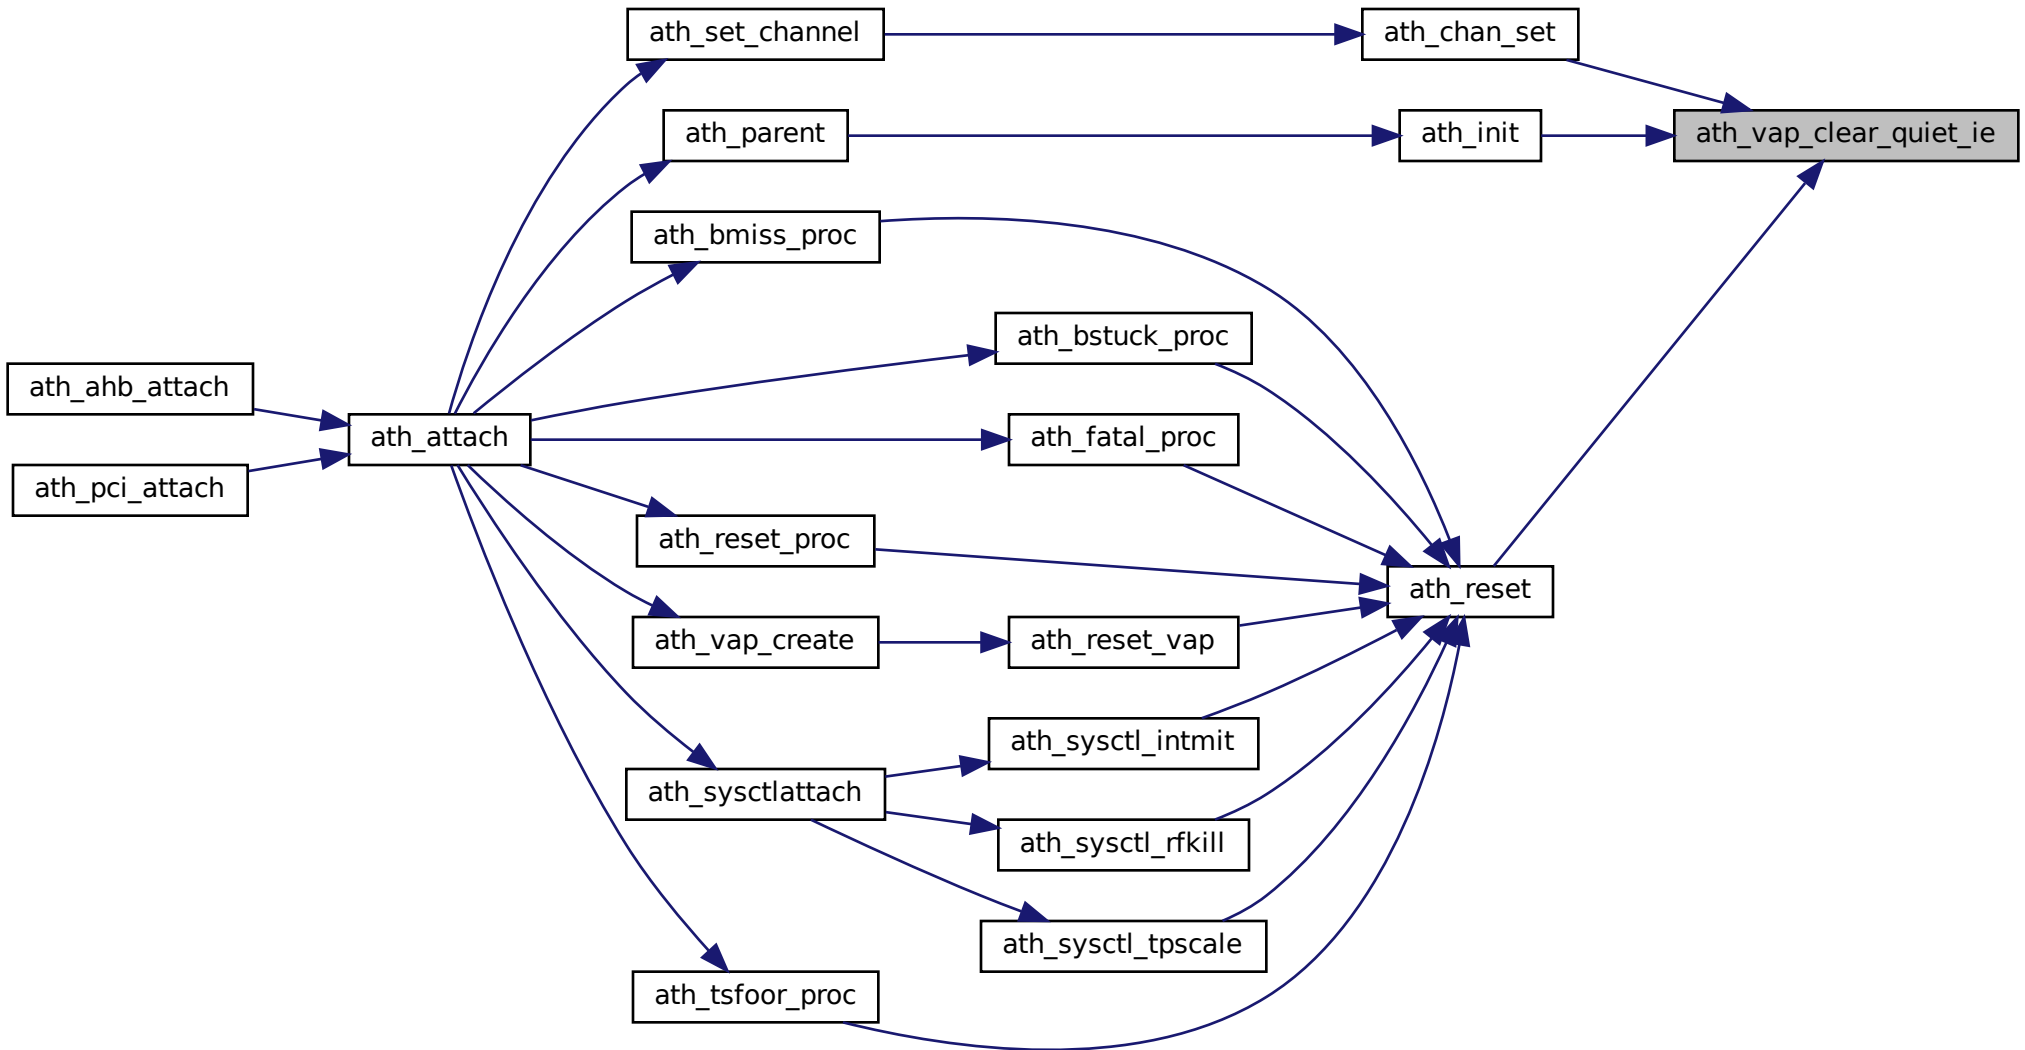 ath_set_channel
ath_chan_set
ath_parent
ath_init
ath_vap_clear_quiet_ie
ath_bmiss_proc
ath_bstuck_proc
ath_ahb_attach
ath_attach
ath_fatal_proc
ath_pci_attach
ath_reset_proc
ath_reset
ath_vap_create
ath_reset_vap
ath_sysctl_intmit
ath_sysctlattach
ath_sysctl_rfkill
ath_sysctl_tpscale
ath_tsfoor_proc